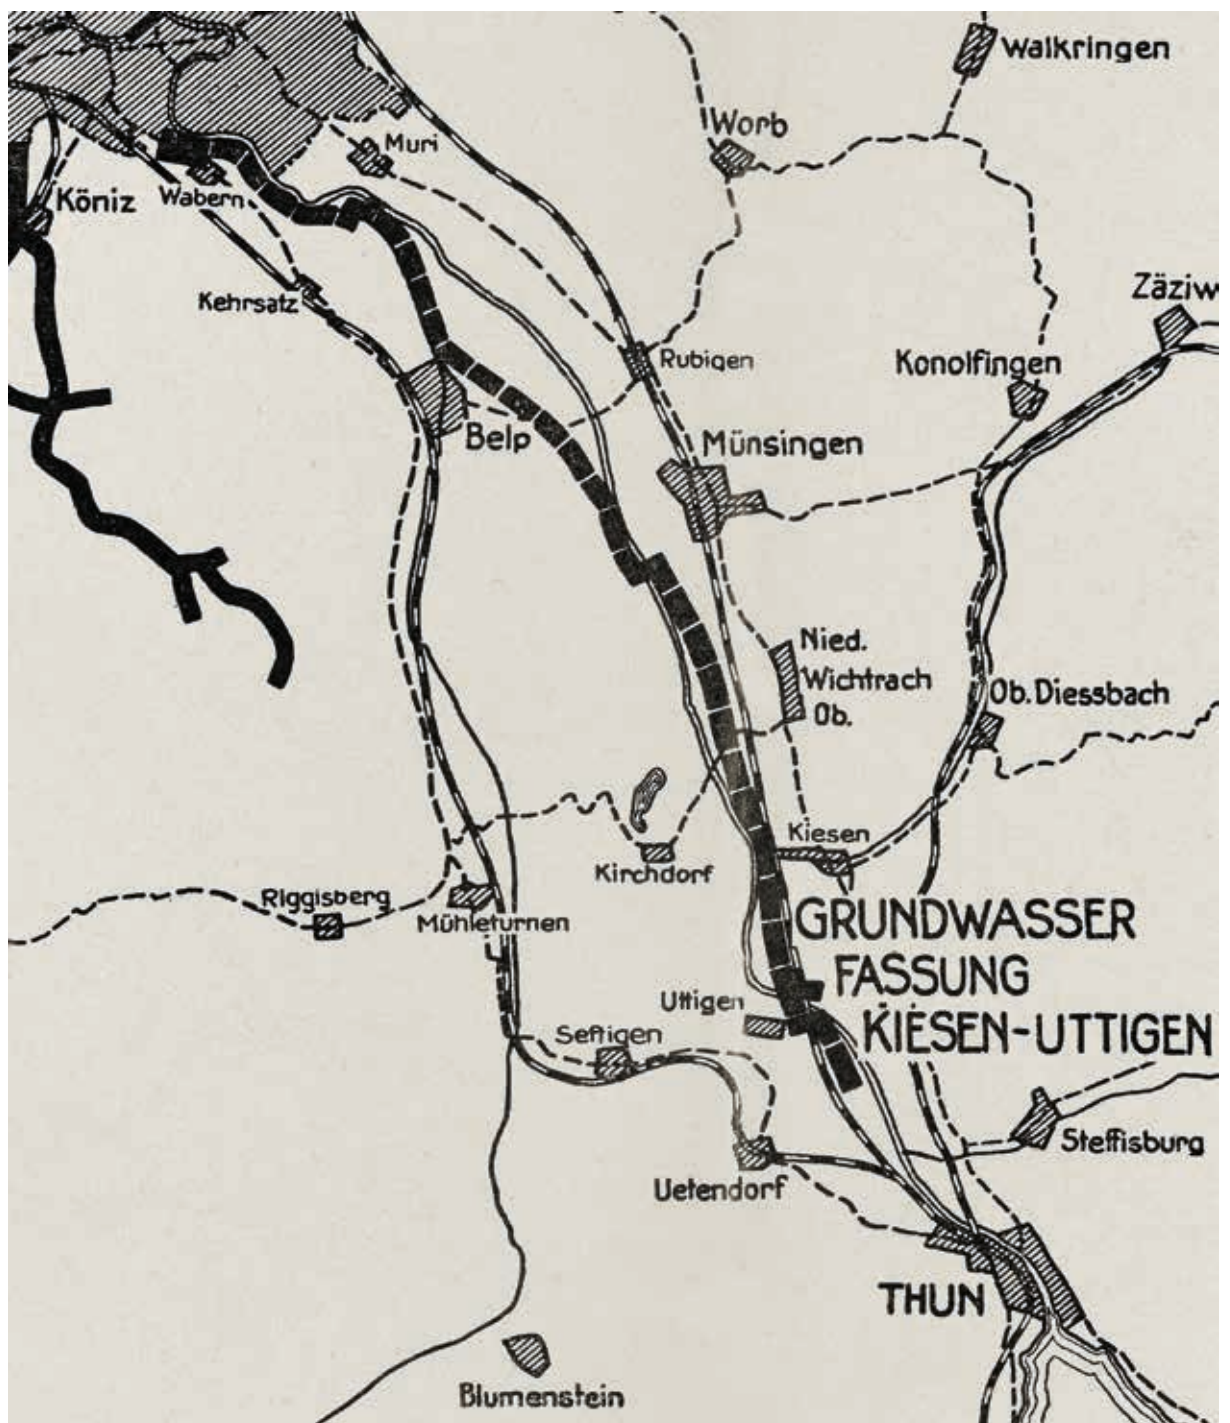 Walkringen
Worb
Muri
Köniz
Wabern
Kehrsatz
Zäziw
Rubigen
Konolfingen
Belp
Münsingen
Nied.
Wichtrach
Ob.
Ob. Diessbach
Kiesen
Kirchdorf
Riggisberg
Mühleturnen
GRUNDWASSER
FASSUNG
KIESEN-UTTIGEN
Uttigen
Seftigen
Steffisburg
Uetendorf
THUN
Blumenstein